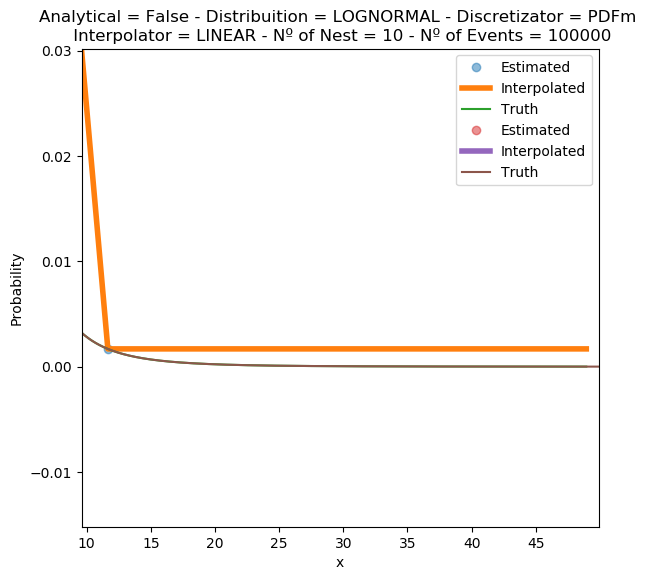 Analytical = False - Distribuition = LOGNORMAL - Discretizator = PDFm
Interpolator = LINEAR - Nº of Nest = 10 - Nº of Events = 100000
0.03
0.02
0.01
0.00
−0.01
Probability
Estimated
Interpolated
Truth
Estimated
Interpolated
Truth
10 15 20 25 30 35 40 45
x